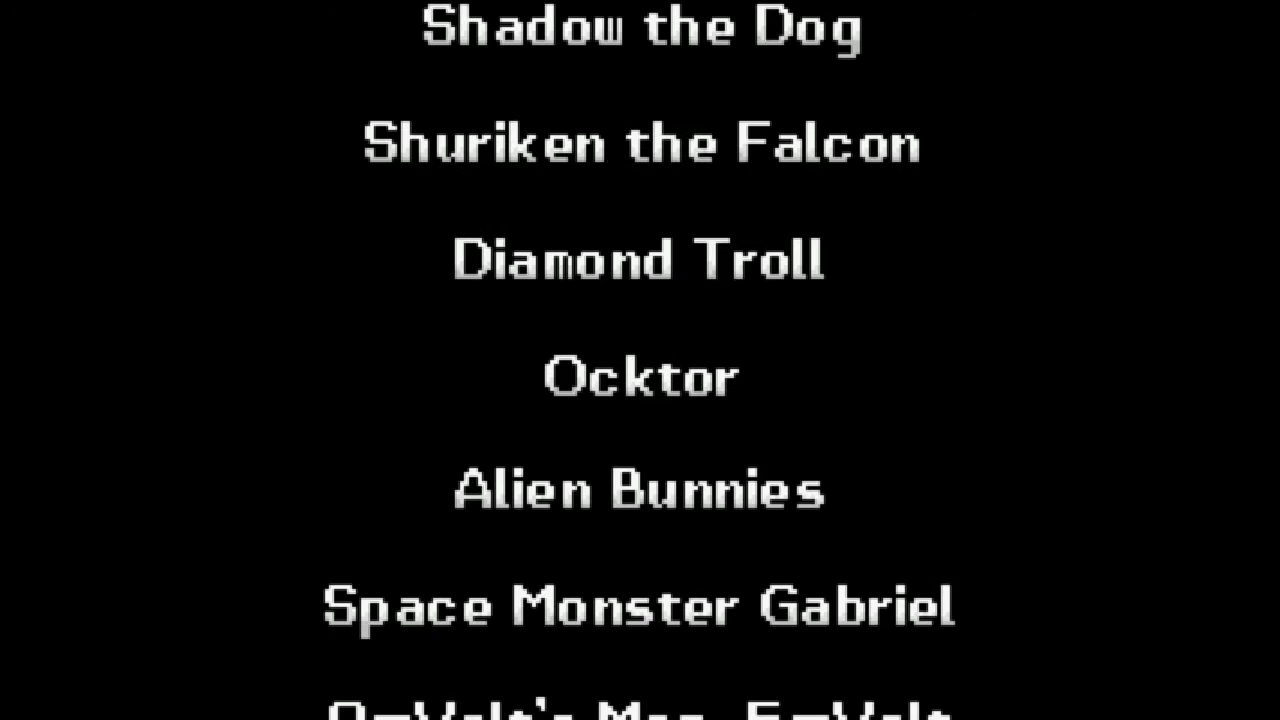 Shadow the Dog
Shuriken the Falcon
Diamond Troll
Ocktor
Alien Bunnies
Space Monster Gabriel